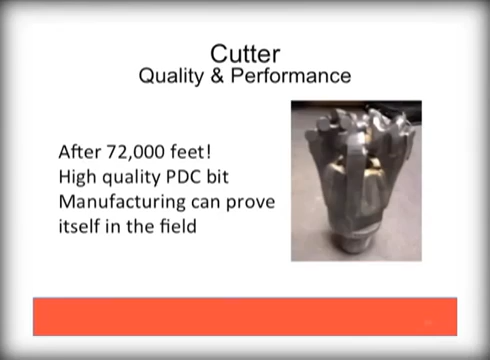 Cutter
Quality & Performance
After 72,000 feet!
High quality PDC bit
Manufacturing can prove
itself in the field